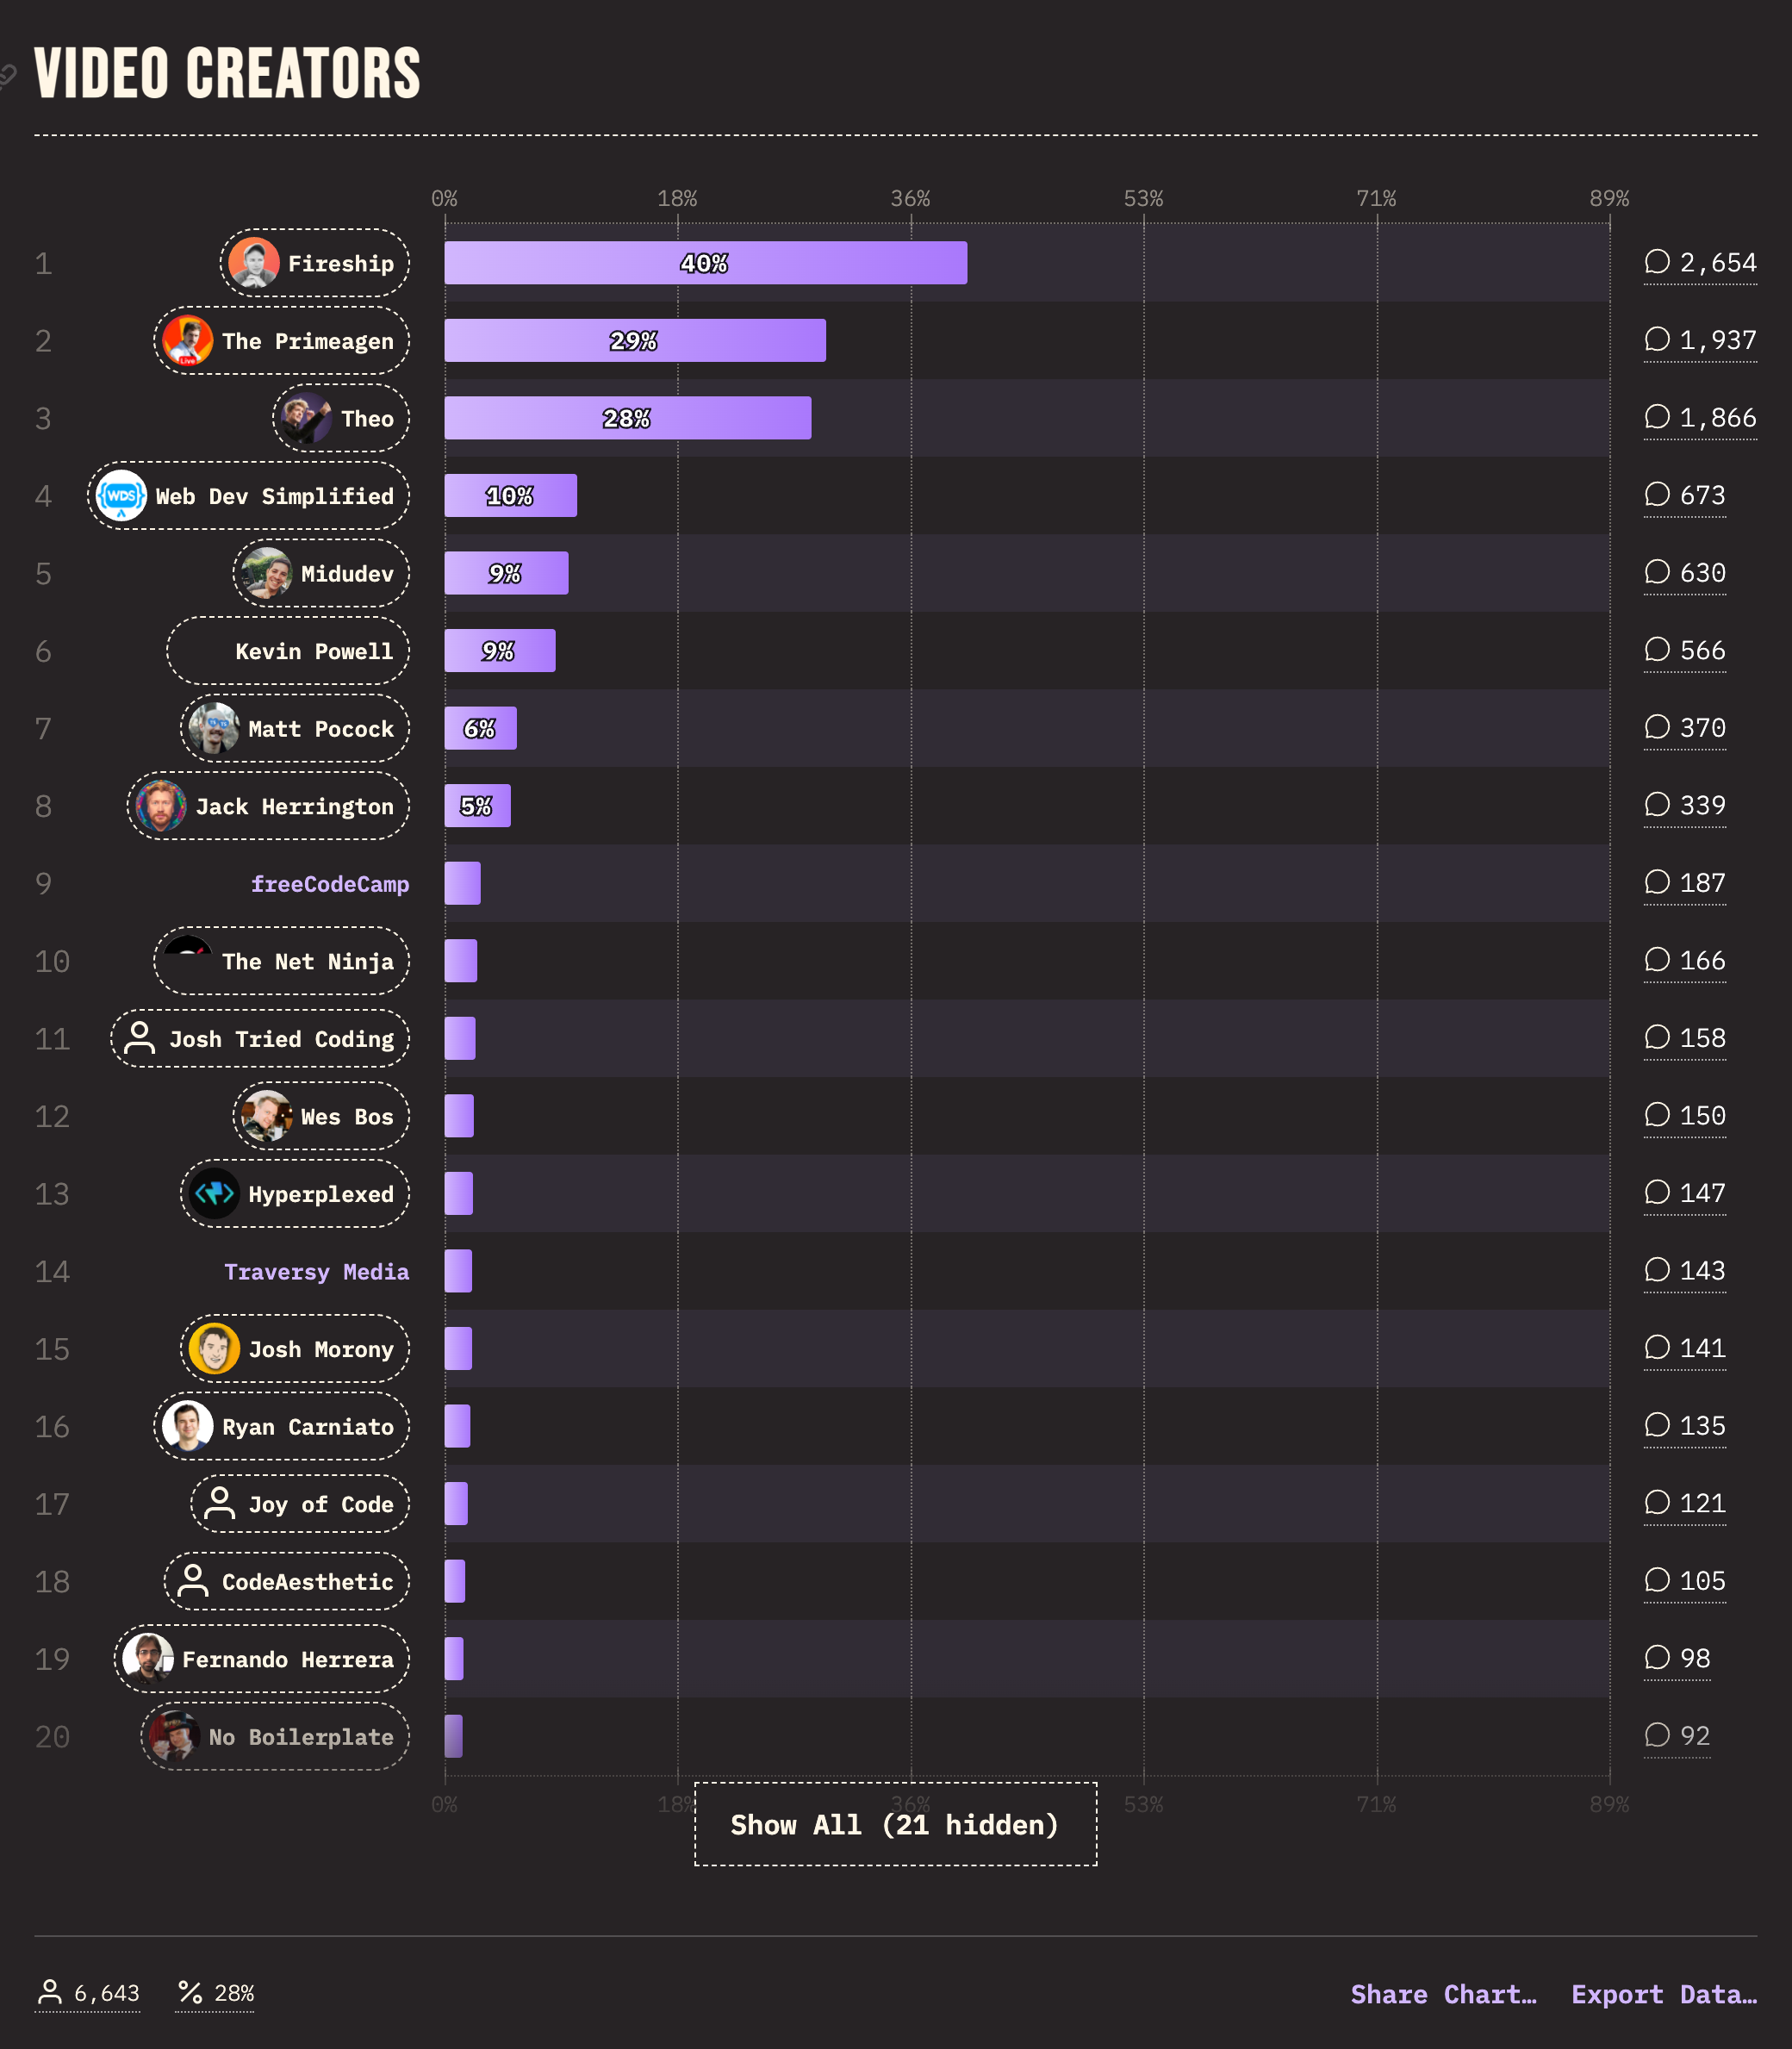 VIDEO CREATORS
0% 18% 36% 53% 71% 89%
1 Fireship 40% 2,654
2 Live The Primeagen 29% 1,937
3 Theo 28% 1,866
4 {WDS} Web Dev Simplified 10% 673
5 Midudev 9% 630
6 Kevin Powell 9% 566
7 Matt Pocock 6% 370
8 Jack Herrington 5% 339
9 freeCodeCamp 187
10 The Net Ninja 166
11 Josh Tried Coding 158
12 Wes Bos 150
13 Hyperplexed 147
14 Traversy Media 143
15 Josh Morony 141
16 Ryan Carniato 135
17 Joy of Code 121
18 CodeAesthetic 105
19 Fernando Herrera 98
20 No Boilerplate 92
0% 18% 36% 53% 71% 89%
Show All (21 hidden)
6,643 % 28% Share Chart… Export Data…